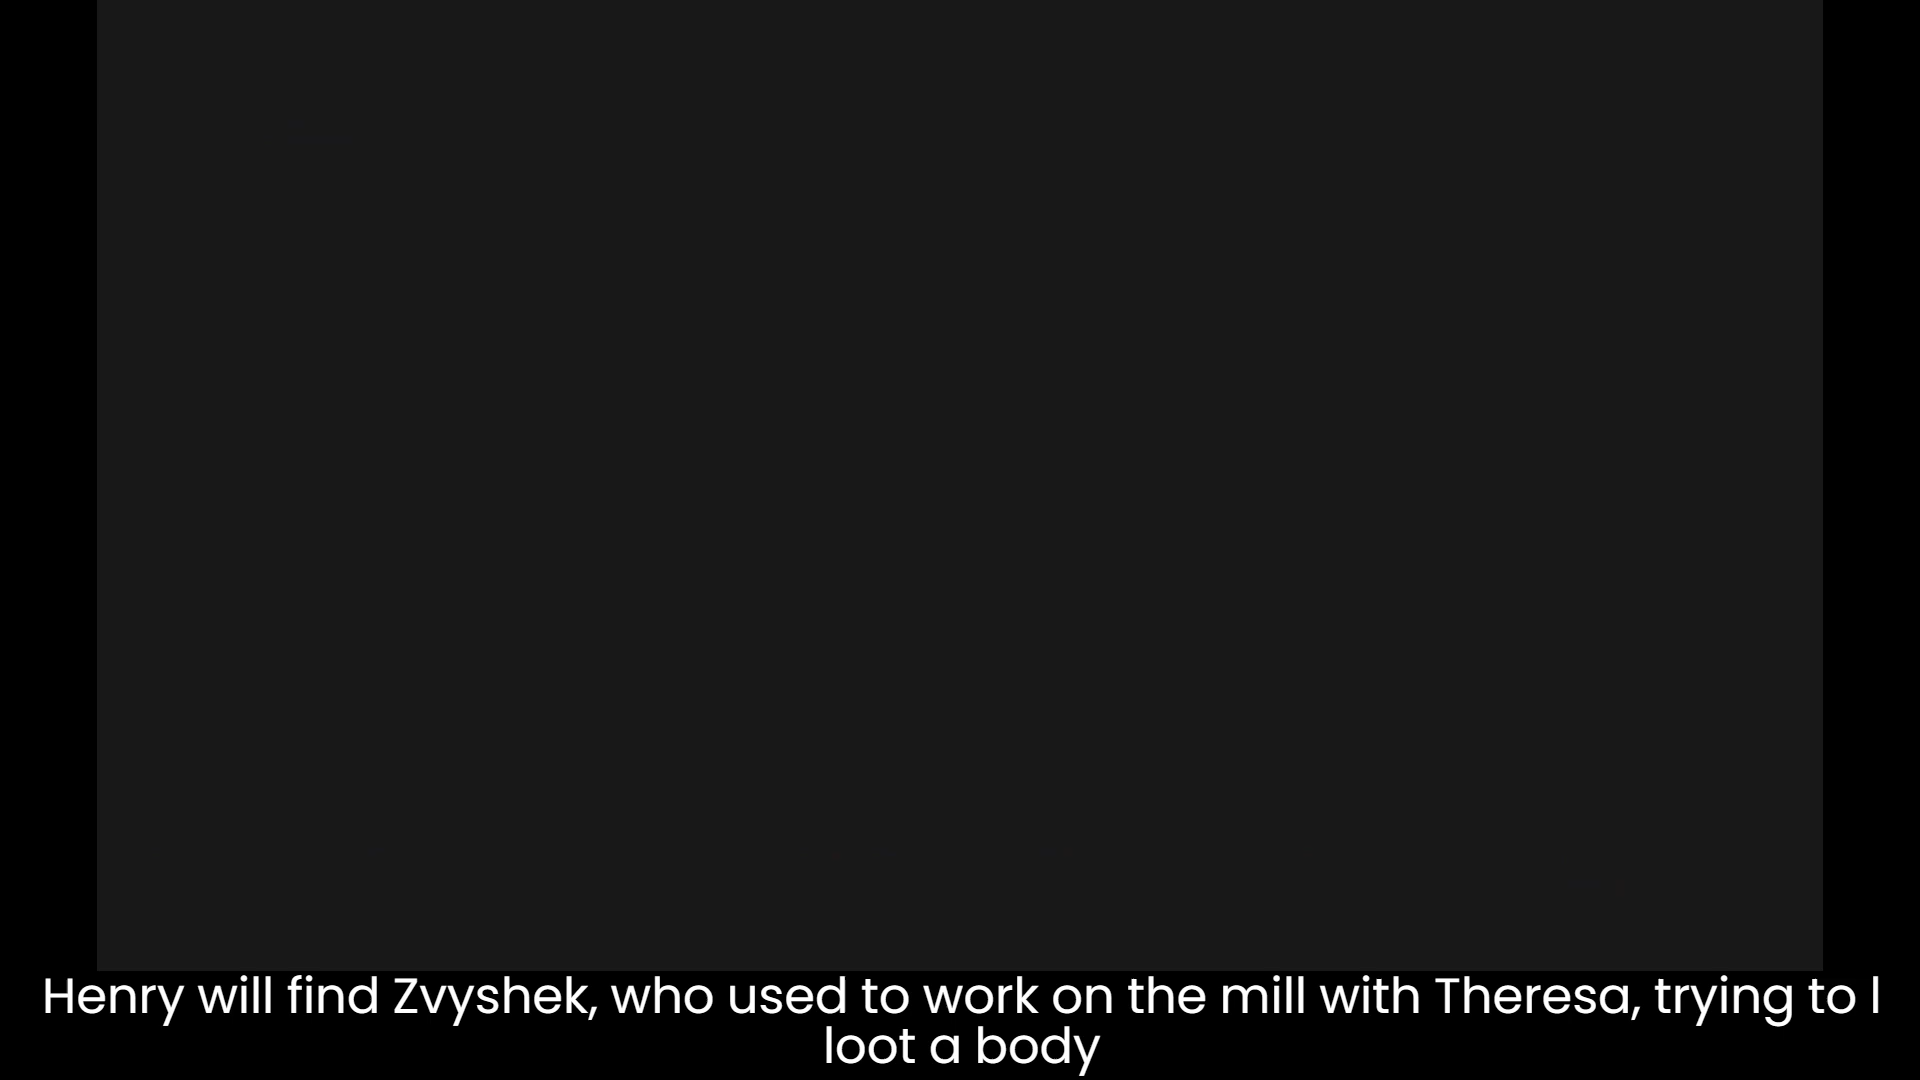 Henry will find Zvyshek, who used to work on the mill with Theresa, trying to l
loot a body